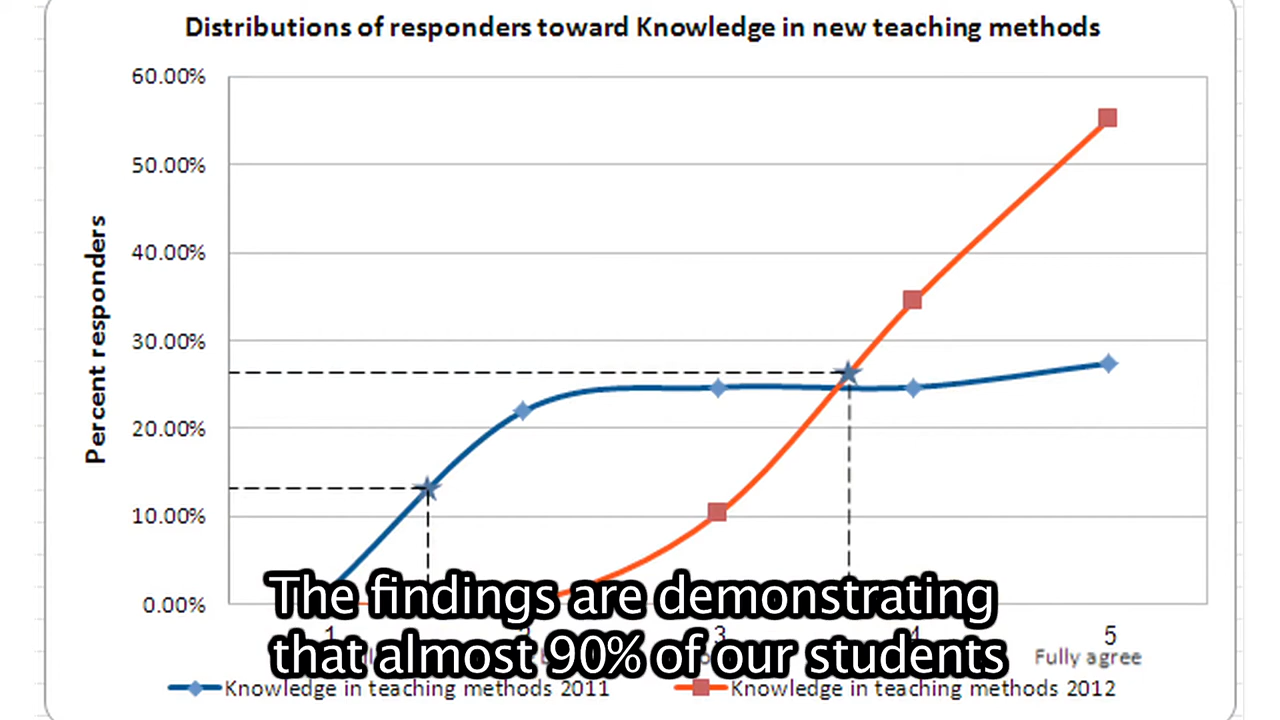 Distributions of responders toward Knowledge in new teaching methods
60.00%
50.00%
40.00%
30.00%
20.00%
10.00%
0.00%
Percent responders
1 2 3 4 5
Fully agree
The findings are demonstrating
that almost 90% of our students
Knowledge in teaching methods 2011
Knowledge in teaching methods 2012